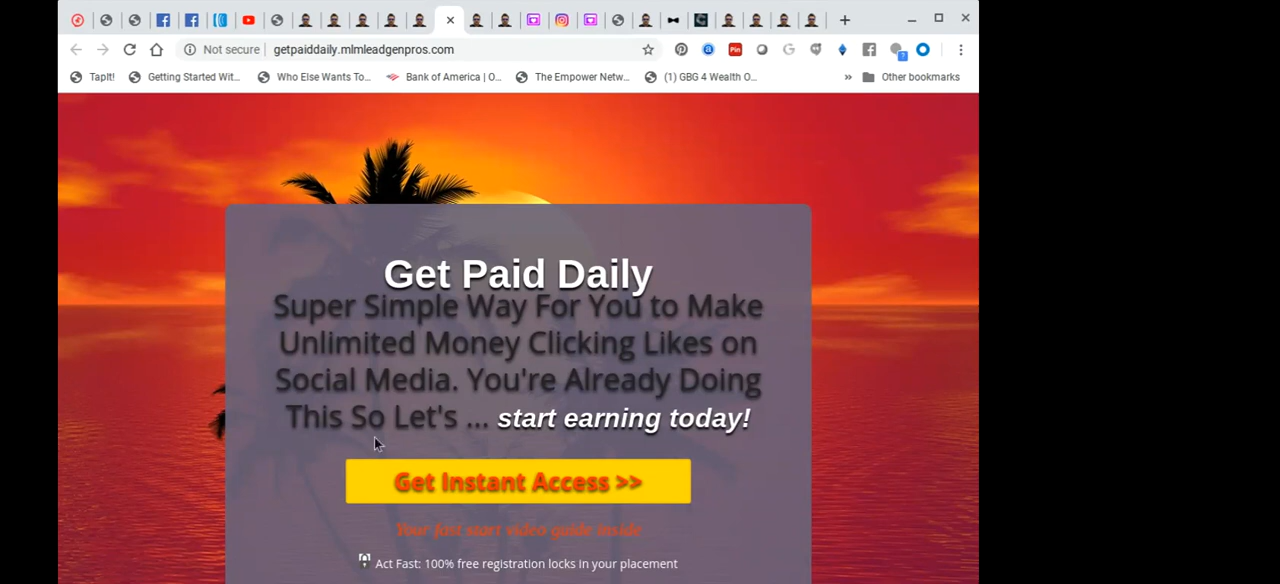 Not secure getpaiddaily.mlmleadgenpros.com
Pin
?
TapIt! Getting Started Wit... Who Else Wants To... Bank of America | O... The Empower Netw... (1) GBG 4 Wealth O... » Other bookmarks
Get Paid Daily
Super Simple Way For You to Make
Unlimited Money Clicking Likes on
Social Media. You're Already Doing
This So Let's ... start earning today!
Get Instant Access >>
Your fast start video guide inside
Act Fast: 100% free registration locks in your placement